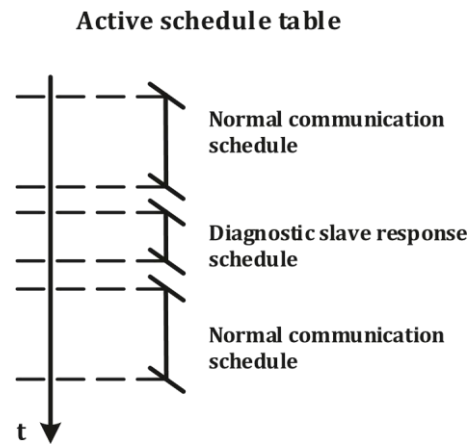 Active schedule table
Normal communication
schedule
Diagnostic slave response
schedule
Normal communication
schedule
t